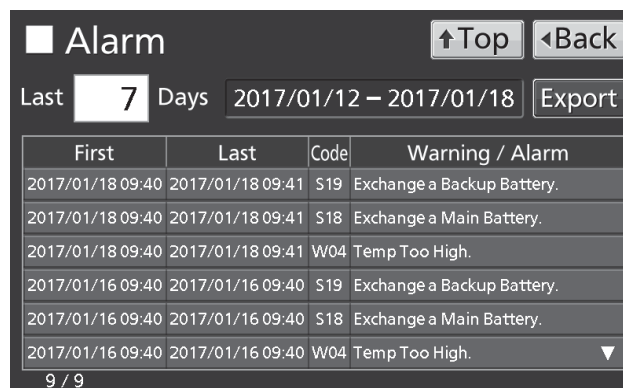 Alarm
↑Top
◂Back
Last 7 Days 2017/01/12 – 2017/01/18 Export
First Last Code Warning / Alarm
2017/01/18 09:40 2017/01/18 09:41 S19 Exchange a Backup Battery.
2017/01/18 09:40 2017/01/18 09:41 S18 Exchange a Main Battery.
2017/01/18 09:40 2017/01/18 09:41 W04 Temp Too High.
2017/01/16 09:40 2017/01/16 09:40 S19 Exchange a Backup Battery.
2017/01/16 09:40 2017/01/16 09:40 S18 Exchange a Main Battery.
2017/01/16 09:40 2017/01/16 09:40 W04 Temp Too High.
9 / 9